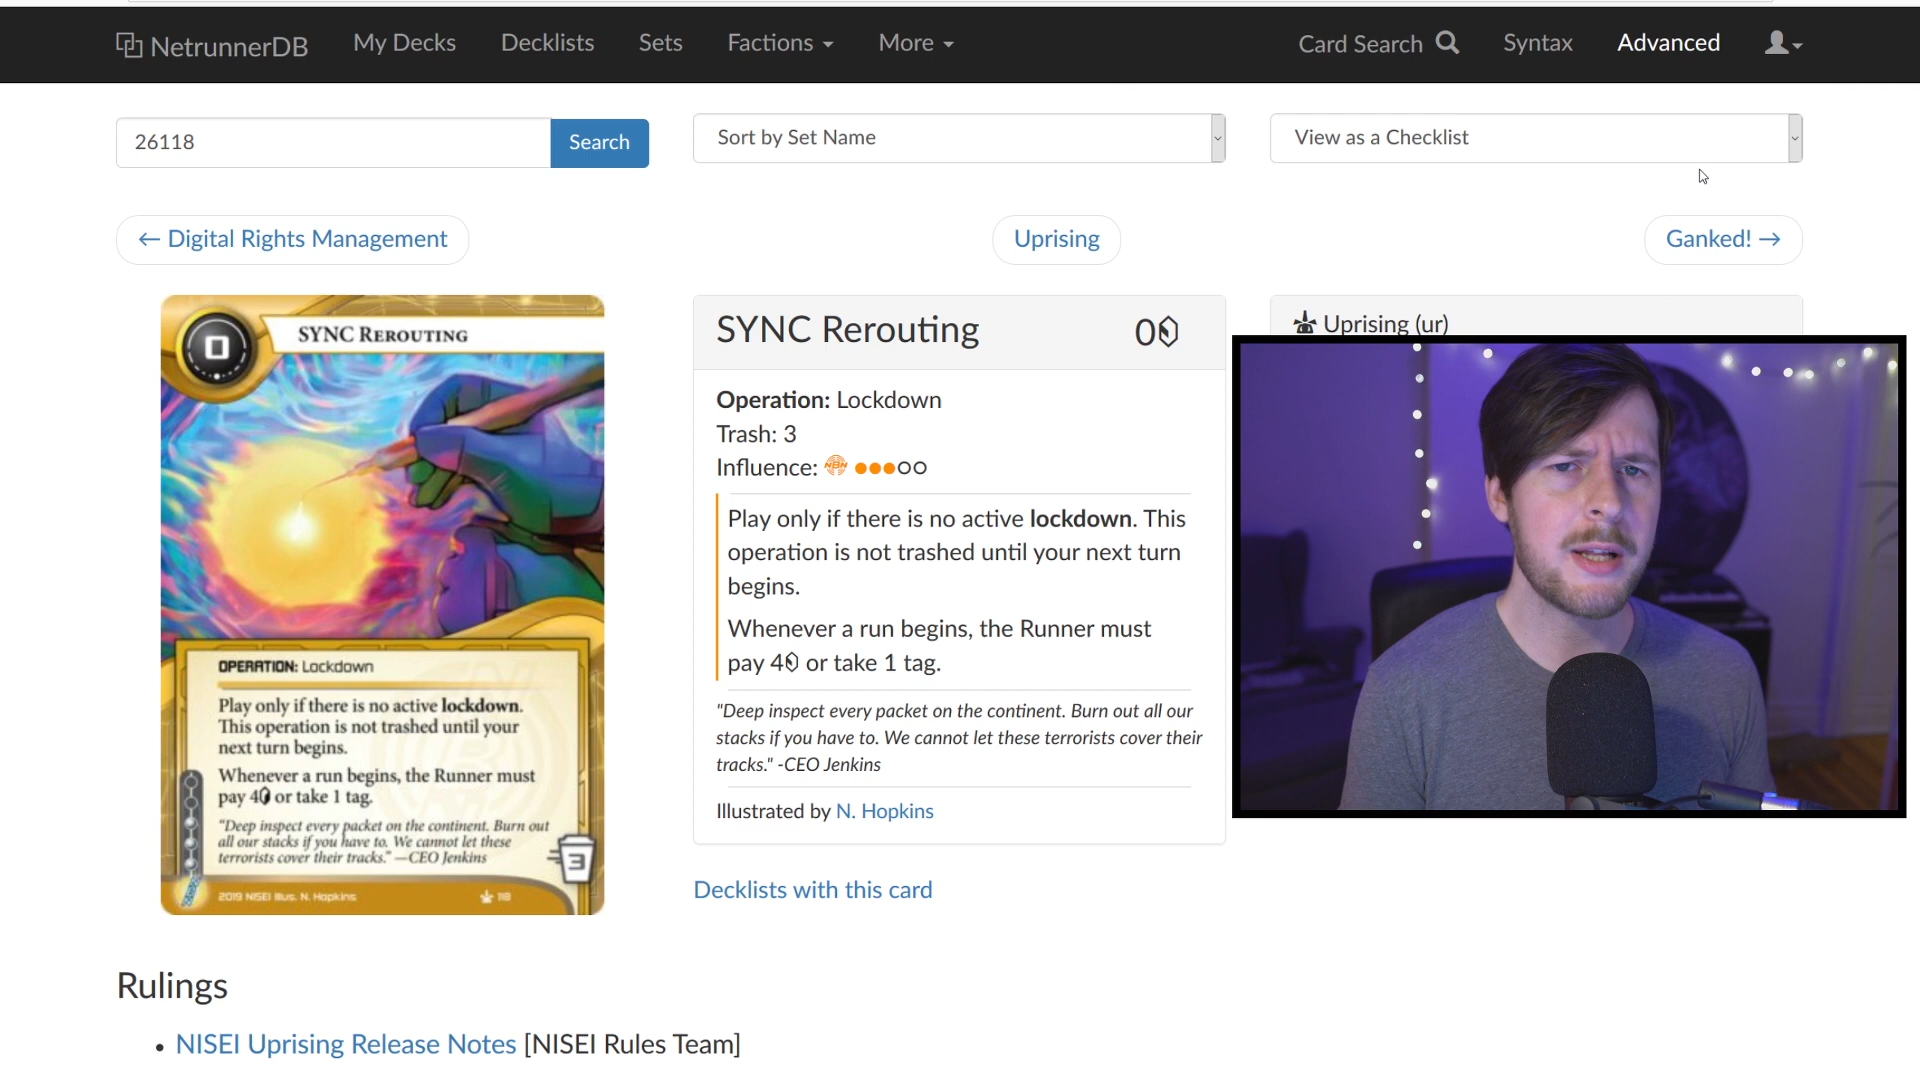 NetrunnerDB My Decks Decklists Sets Factions More Card Search Syntax Advanced
26118 Search Sort by Set Name View as a Checklist
← Digital Rights Management Uprising Ganked! →
0
SYNC REROUTING
OPERATION: Lockdown
Play only if there is no active lockdown.
This operation is not trashed until your
next turn begins.
Whenever a run begins, the Runner must
pay 4 or take 1 tag.
"Deep inspect every packet on the continent. Burn out
all our stacks if you have to. We cannot let these
terrorists cover their tracks." —CEO Jenkins
3
2019 NISEI Illus. N. Hopkins 118
SYNC Rerouting 0
Operation: Lockdown
Trash: 3
Influence: NBN
Play only if there is no active lockdown. This
operation is not trashed until your next turn
begins.
Whenever a run begins, the Runner must
pay 4 or take 1 tag.
"Deep inspect every packet on the continent. Burn out all our
stacks if you have to. We cannot let these terrorists cover their
tracks." -CEO Jenkins
Illustrated by N. Hopkins
Decklists with this card
Uprising (ur)
Rulings
• NISEI Uprising Release Notes [NISEI Rules Team]